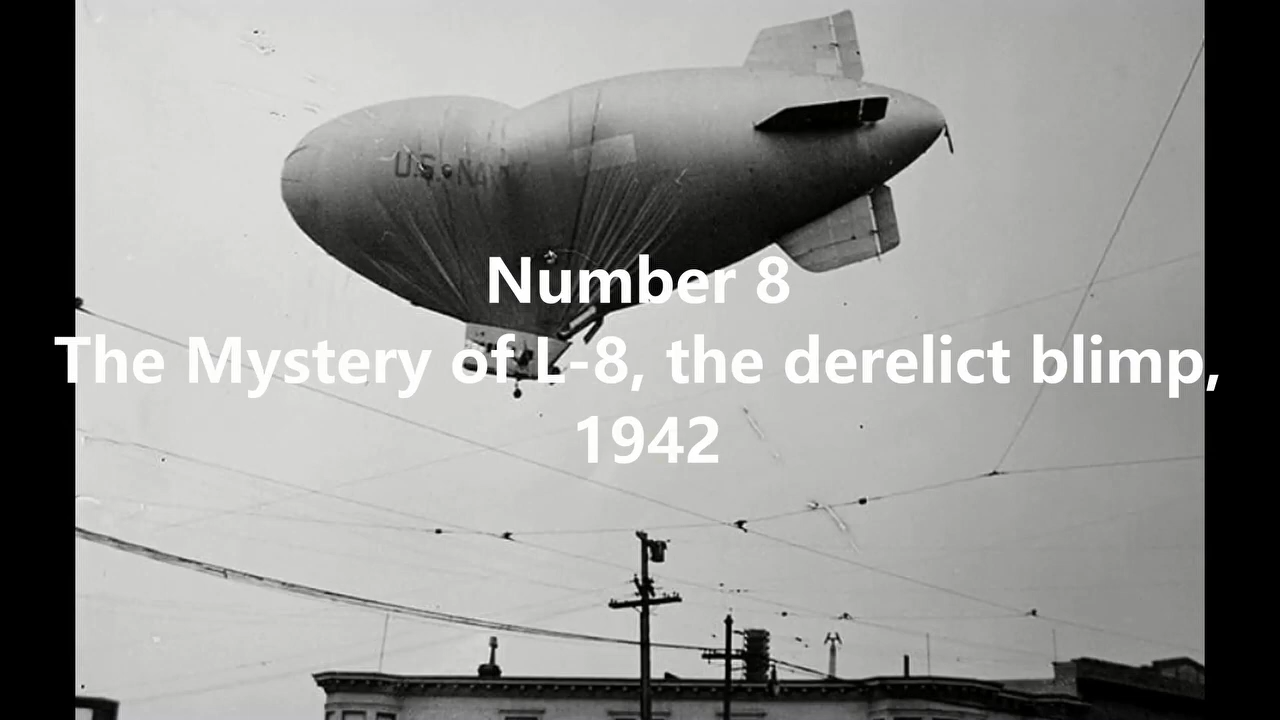 U.S. NAVY
Number 8
The Mystery of L-8, the derelict blimp,
1942